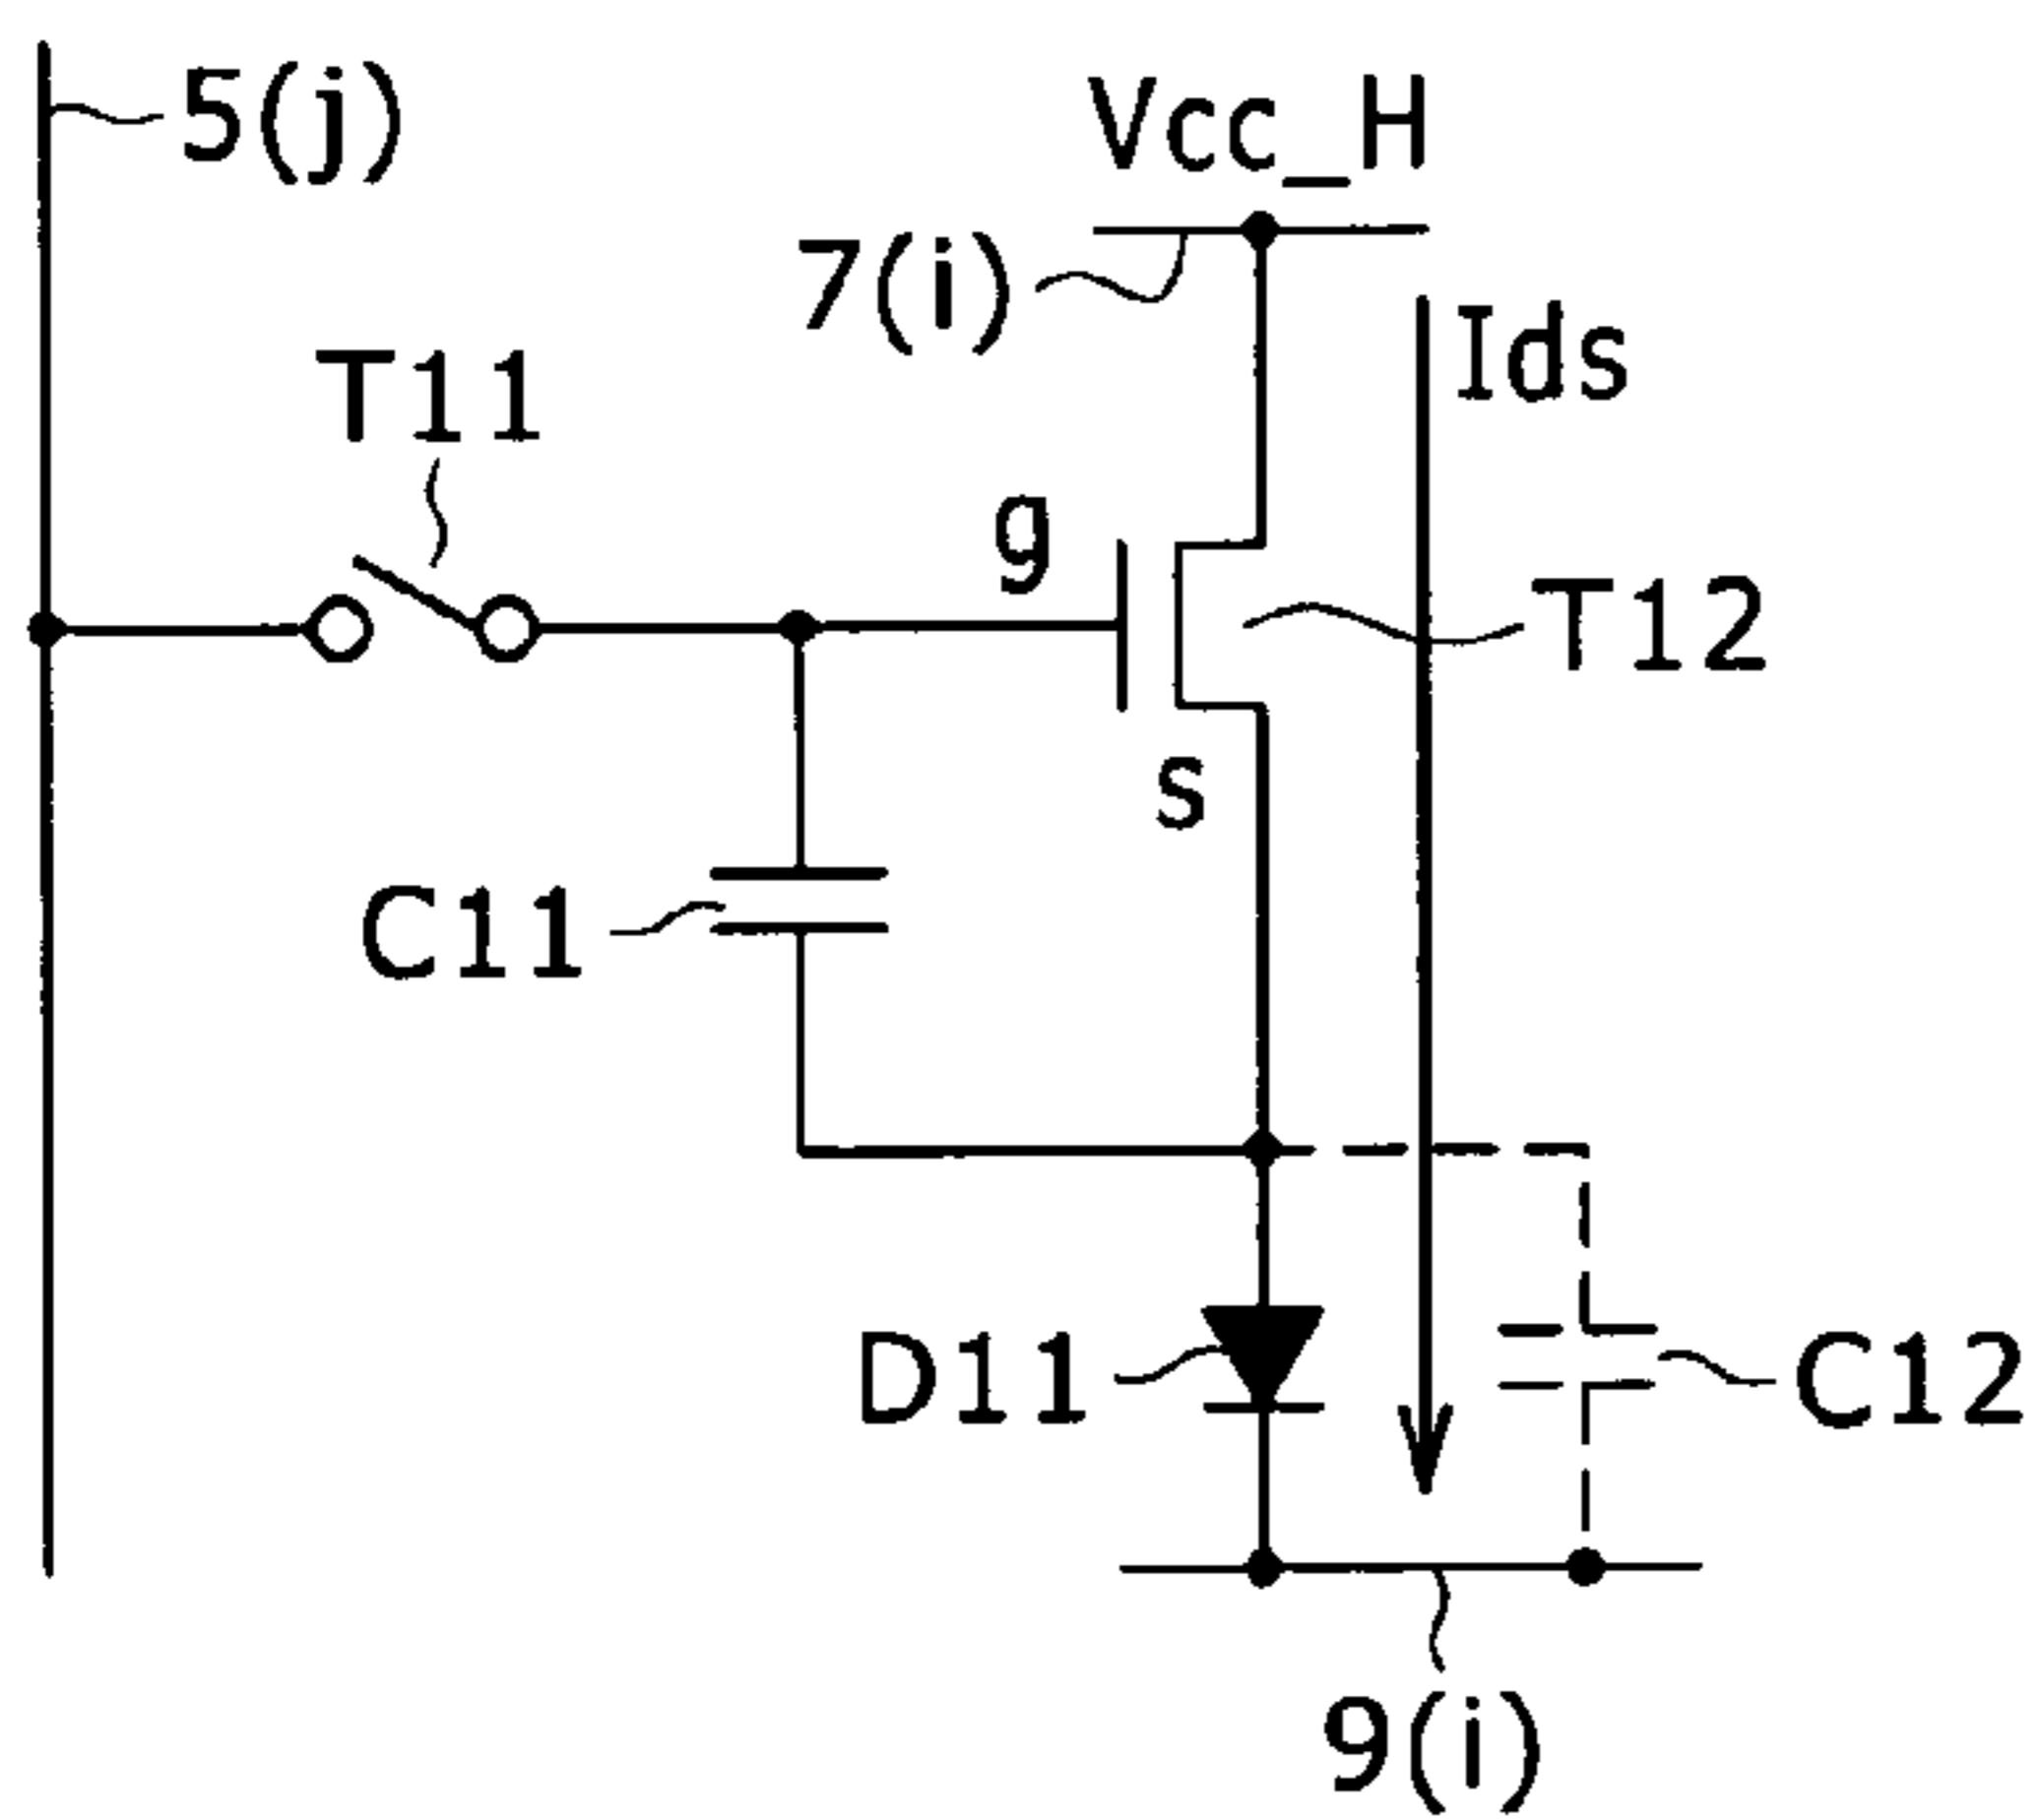 5(j)
Vcc_H
7(i)
Ids
T11
g
T12
s
C11
D11
C12
9(i)